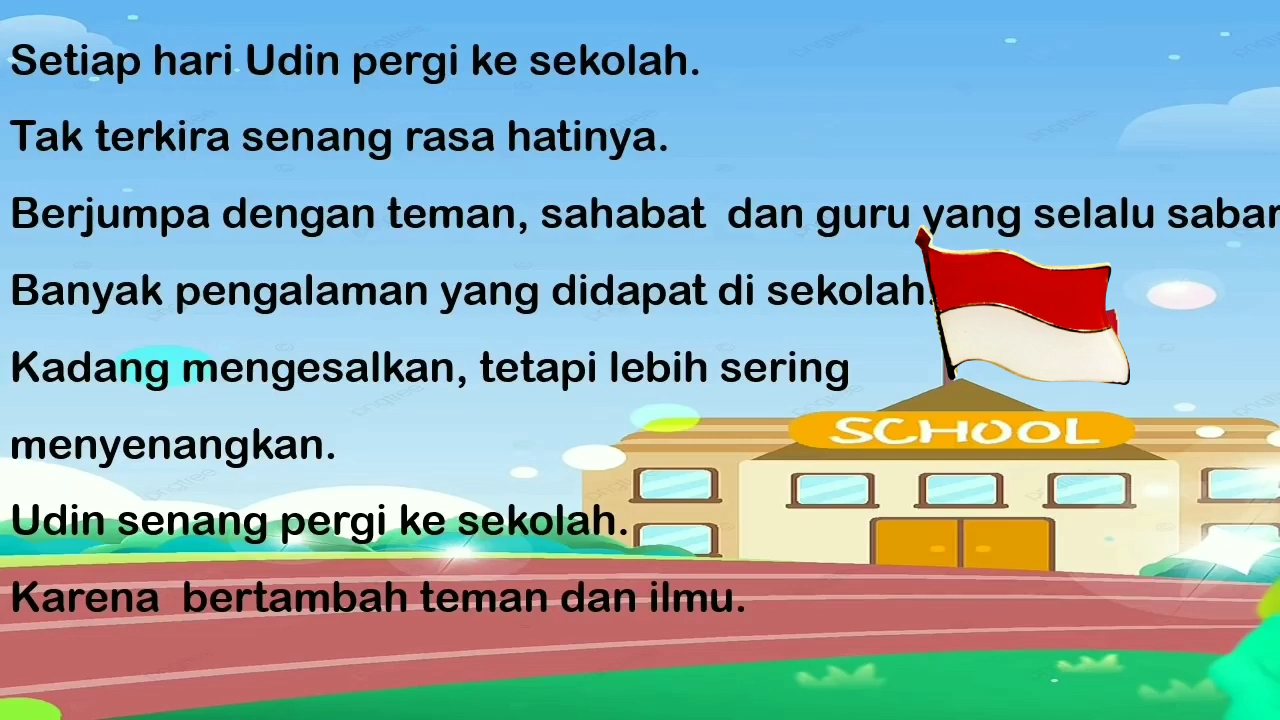 Setiap hari Udin pergi ke sekolah.
Tak terkira senang rasa hatinya.
Berjumpa dengan teman, sahabat  dan guru yang selalu sabar
Banyak pengalaman yang didapat di sekolah.
Kadang mengesalkan, tetapi lebih sering
menyenangkan.
Udin senang pergi ke sekolah.
Karena  bertambah teman dan ilmu.
SCHOOL